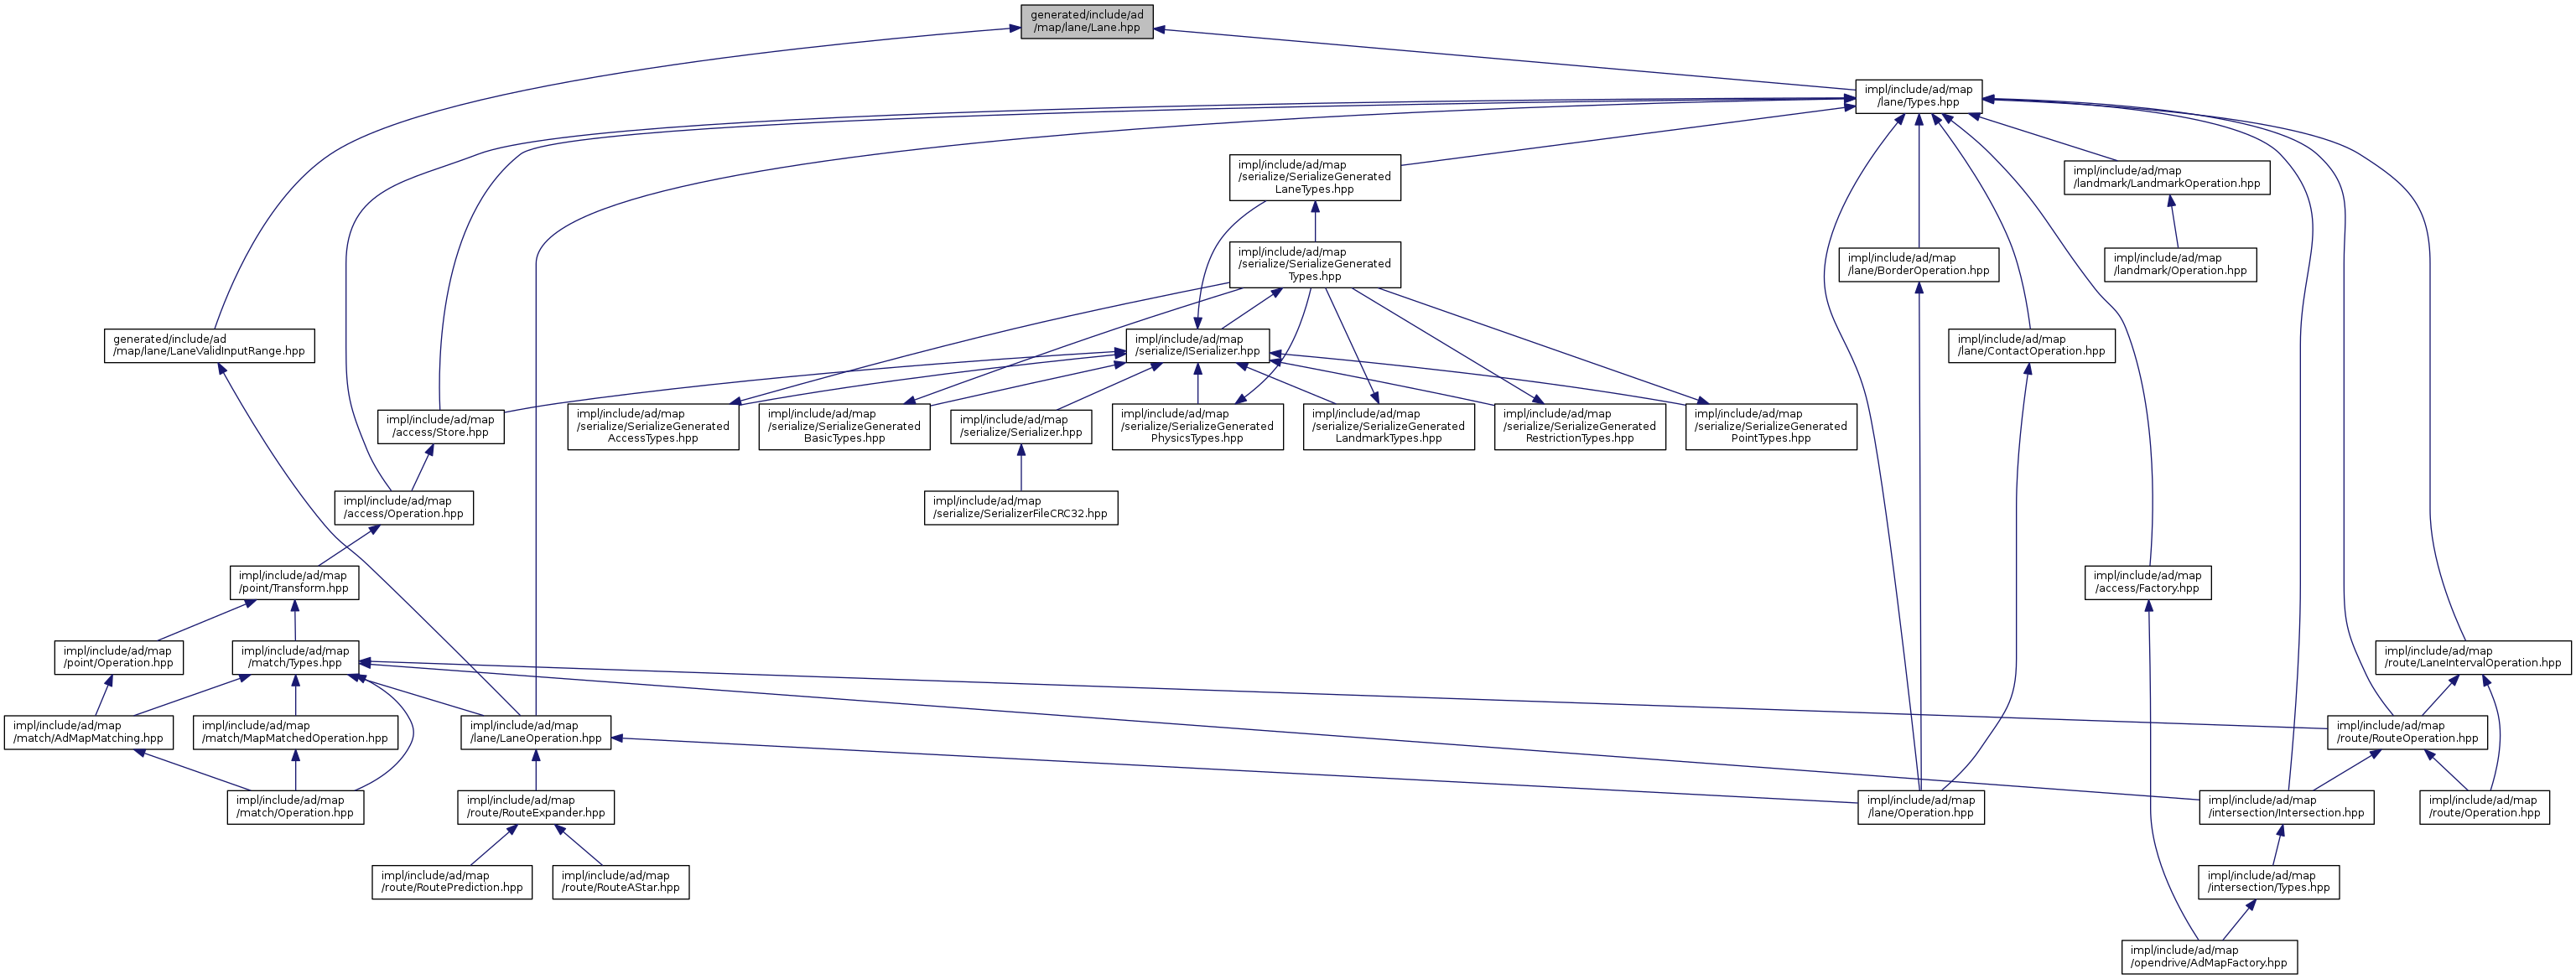 generated/include/ad
/map/lane/Lane.hpp
impl/include/ad/map
/lane/Types.hpp
impl/include/ad/map
/serialize/SerializeGenerated
LaneTypes.hpp
impl/include/ad/map
/landmark/LandmarkOperation.hpp
impl/include/ad/map
/serialize/SerializeGenerated
Types.hpp
impl/include/ad/map
/lane/BorderOperation.hpp
impl/include/ad/map
/landmark/Operation.hpp
generated/include/ad
/map/lane/LaneValidInputRange.hpp
impl/include/ad/map
/serialize/ISerializer.hpp
impl/include/ad/map
/lane/ContactOperation.hpp
impl/include/ad/map
/access/Store.hpp
impl/include/ad/map
/serialize/SerializeGenerated
AccessTypes.hpp
impl/include/ad/map
/serialize/SerializeGenerated
BasicTypes.hpp
impl/include/ad/map
/serialize/Serializer.hpp
impl/include/ad/map
/serialize/SerializeGenerated
PhysicsTypes.hpp
impl/include/ad/map
/serialize/SerializeGenerated
LandmarkTypes.hpp
impl/include/ad/map
/serialize/SerializeGenerated
RestrictionTypes.hpp
impl/include/ad/map
/serialize/SerializeGenerated
PointTypes.hpp
impl/include/ad/map
/access/Operation.hpp
impl/include/ad/map
/serialize/SerializerFileCRC32.hpp
impl/include/ad/map
/point/Transform.hpp
impl/include/ad/map
/access/Factory.hpp
impl/include/ad/map
/point/Operation.hpp
impl/include/ad/map
/match/Types.hpp
impl/include/ad/map
/route/LaneIntervalOperation.hpp
impl/include/ad/map
/match/AdMapMatching.hpp
impl/include/ad/map
/match/MapMatchedOperation.hpp
impl/include/ad/map
/lane/LaneOperation.hpp
impl/include/ad/map
/route/RouteOperation.hpp
impl/include/ad/map
/match/Operation.hpp
impl/include/ad/map
/route/RouteExpander.hpp
impl/include/ad/map
/lane/Operation.hpp
impl/include/ad/map
/intersection/Intersection.hpp
impl/include/ad/map
/route/Operation.hpp
impl/include/ad/map
/route/RoutePrediction.hpp
impl/include/ad/map
/route/RouteAStar.hpp
impl/include/ad/map
/intersection/Types.hpp
impl/include/ad/map
/opendrive/AdMapFactory.hpp